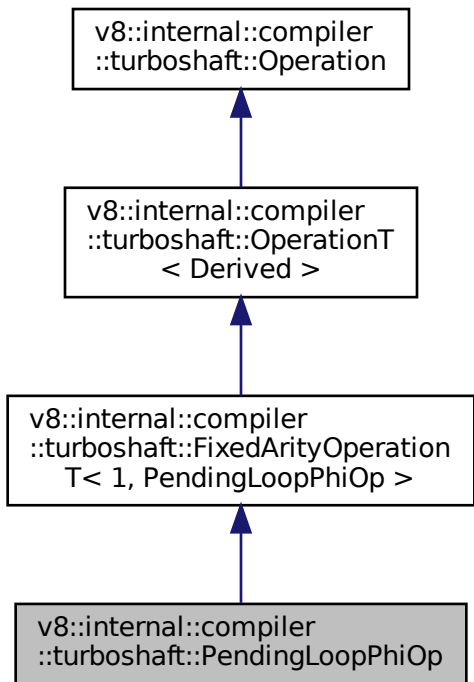 v8::internal::compiler
::turboshaft::Operation
v8::internal::compiler
::turboshaft::OperationT
< Derived >
v8::internal::compiler
::turboshaft::FixedArityOperation
T< 1, PendingLoopPhiOp >
v8::internal::compiler
::turboshaft::PendingLoopPhiOp